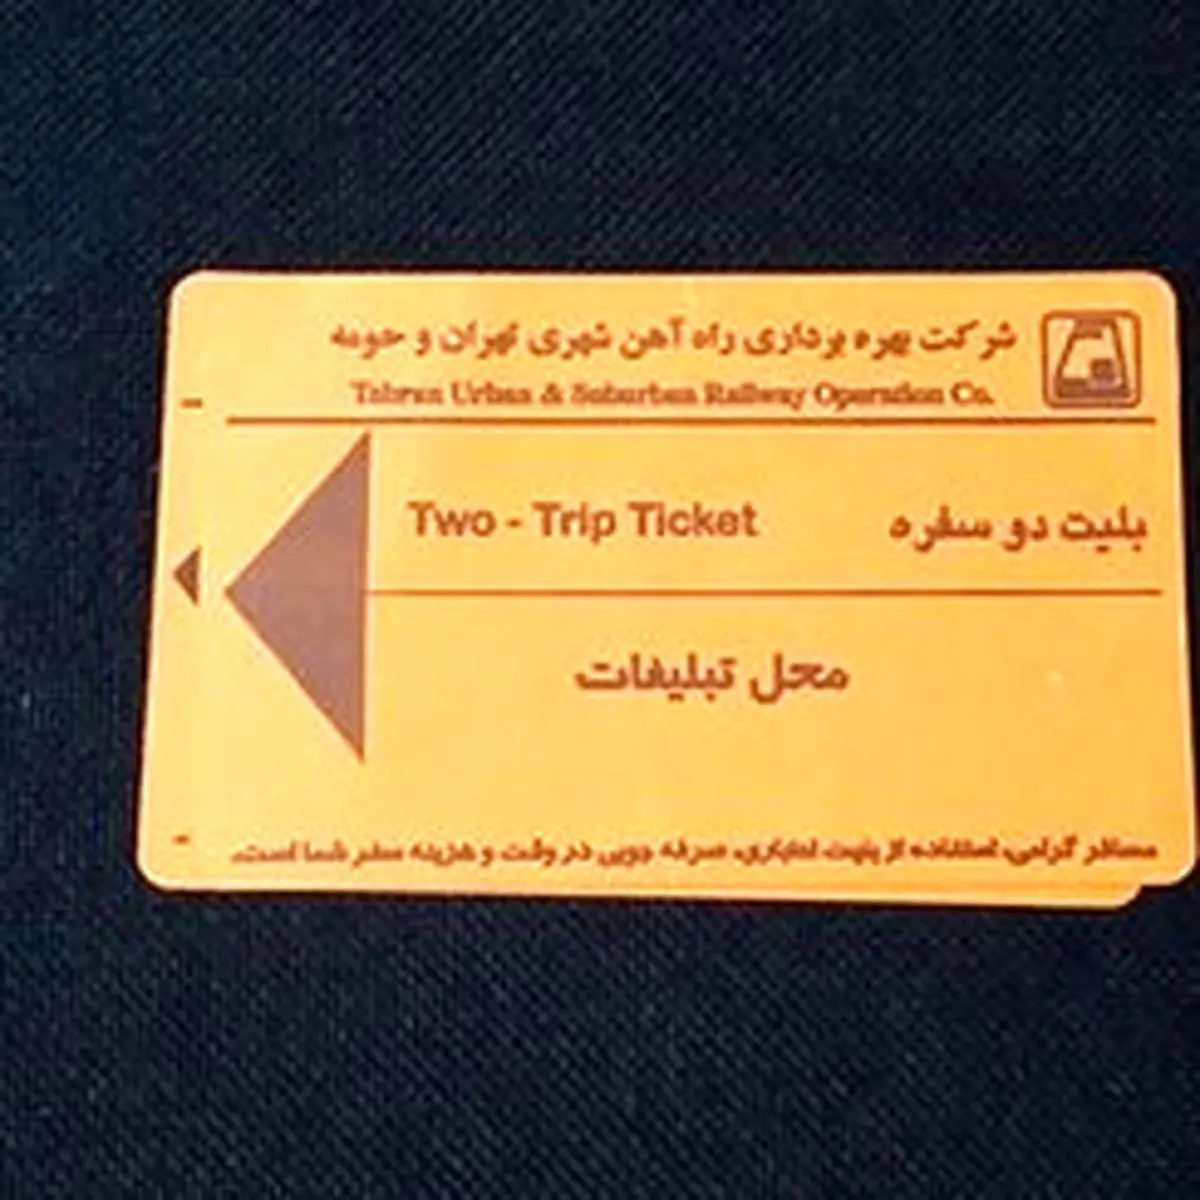 شرکت بهره برداری راه آهن شهری تهران و حومه
Tehran Urban & Suburban Railway Operation Co.
Two - Trip Ticket بلیت دو سفره
محل تبلیغات
مسافر گرامی، استفاده از بلیت اعتباری، صرفه جویی در وقت و هزینه سفر شما است.